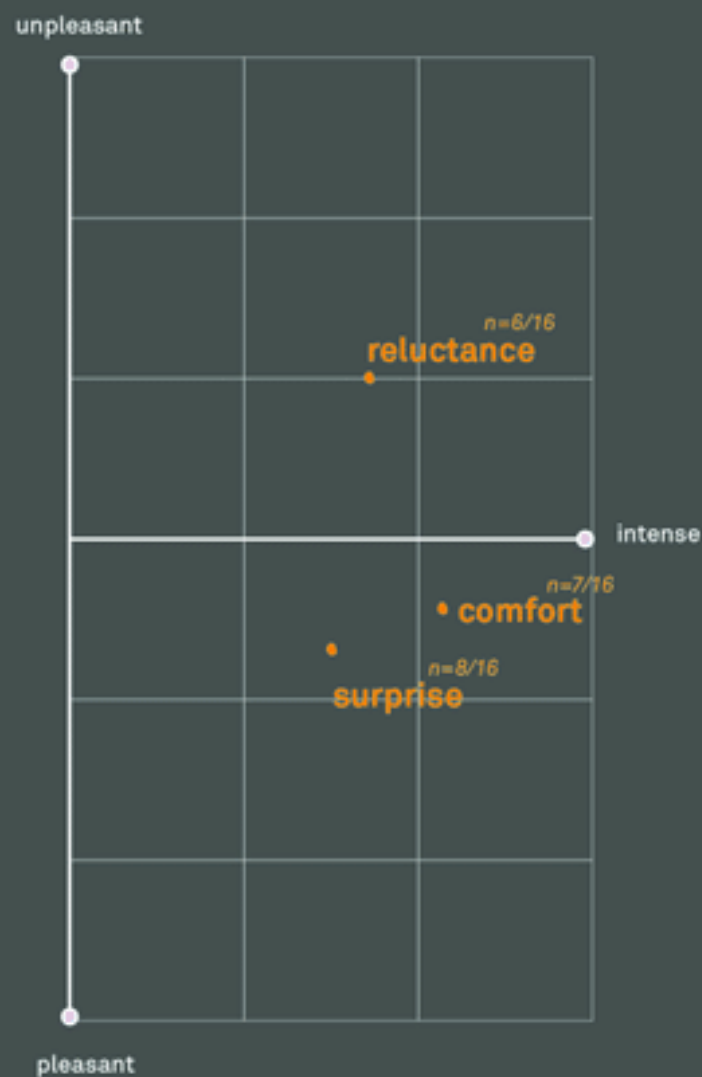 unpleasant
n=6/16
reluctance
intense
n=7/16
comfort
n=8/16
surprise
pleasant